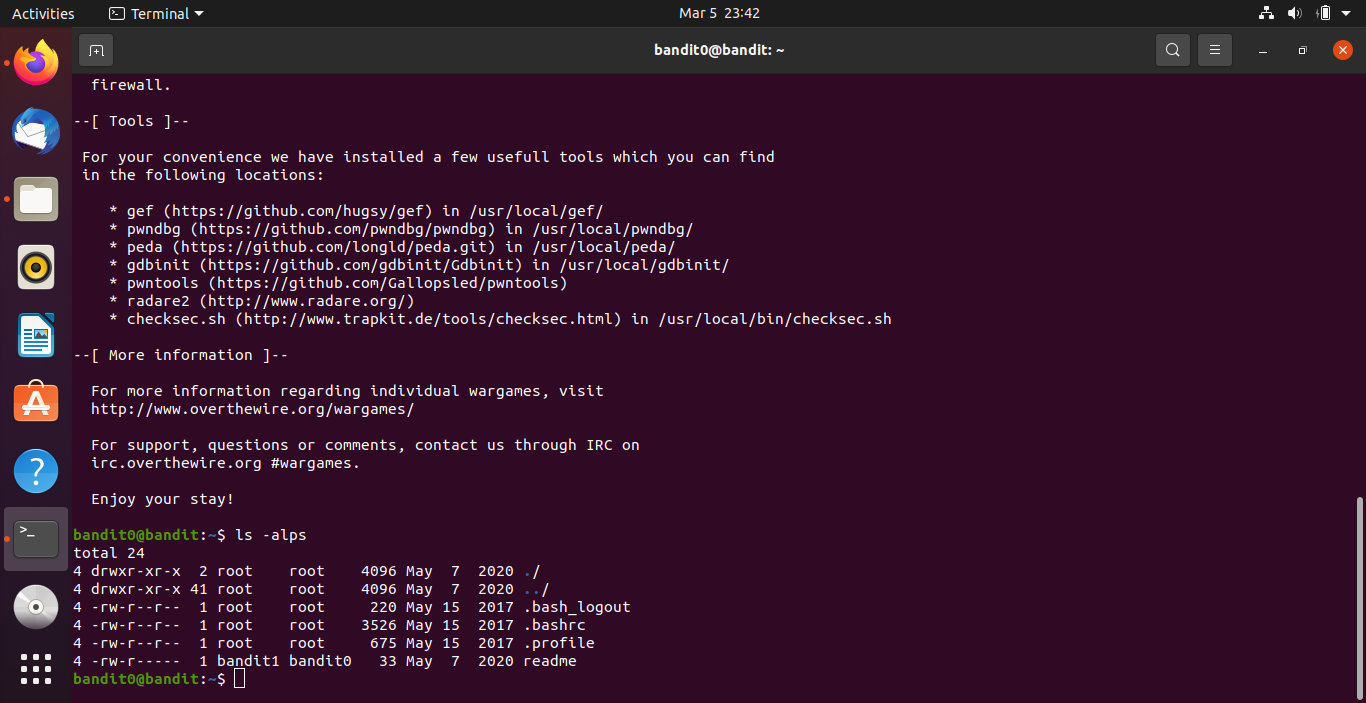 Activities Terminal Mar 5 23:42
bandit0@bandit: ~
firewall.
--[ Tools ]--
For your convenience we have installed a few usefull tools which you can find
in the following locations:
* gef (https://github.com/hugsy/gef) in /usr/local/gef/
* pwndbg (https://github.com/pwndbg/pwndbg) in /usr/local/pwndbg/
* peda (https://github.com/longld/peda.git) in /usr/local/peda/
* gdbinit (https://github.com/gdbinit/Gdbinit) in /usr/local/gdbinit/
* pwntools (https://github.com/Gallopsled/pwntools)
* radare2 (http://www.radare.org/)
* checksec.sh (http://www.trapkit.de/tools/checksec.html) in /usr/local/bin/checksec.sh
--[ More information ]--
For more information regarding individual wargames, visit
http://www.overthewire.org/wargames/
For support, questions or comments, contact us through IRC on
irc.overthewire.org #wargames.
Enjoy your stay!
bandit0@bandit:~$ ls -alps
total 24
4 drwxr-xr-x  2 root    root    4096 May  7  2020 ./
4 drwxr-xr-x 41 root    root    4096 May  7  2020 ../
4 -rw-r--r--  1 root    root     220 May 15  2017 .bash_logout
4 -rw-r--r--  1 root    root    3526 May 15  2017 .bashrc
4 -rw-r--r--  1 root    root     675 May 15  2017 .profile
4 -rw-r-----  1 bandit1 bandit0   33 May  7  2020 readme
bandit0@bandit:~$